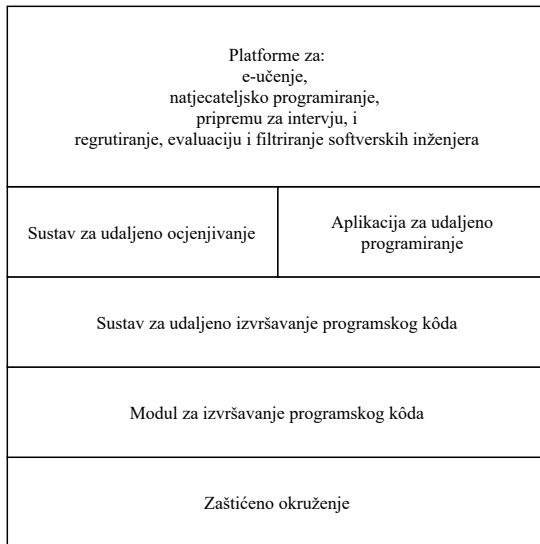 Platforme za:
e-učenje,
natjecateljsko programiranje,
pripremu za intervju, i
regrutiranje, evaluaciju i filtriranje softverskih inženjera
Sustav za udaljeno ocjenjivanje
Aplikacija za udaljeno
programiranje
Sustav za udaljeno izvršavanje programskog kôda
Modul za izvršavanje programskog kôda
Zaštićeno okruženje